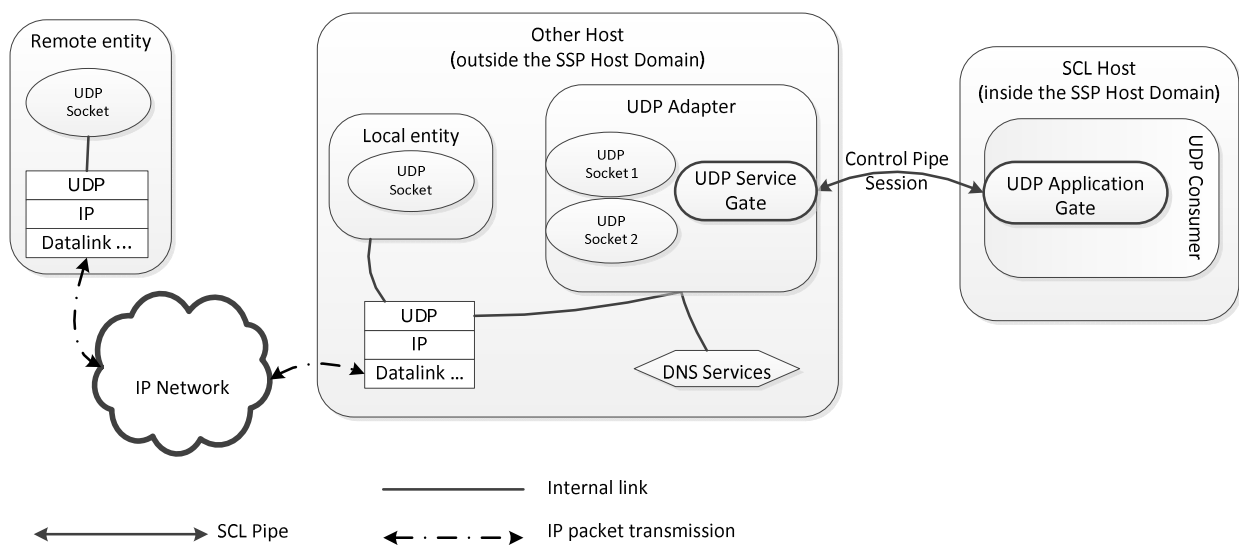 Remote entity
UDP
Socket
UDP
IP
Datalink ...
IP Network
Other Host
(outside the SSP Host Domain)
Local entity
UDP
Socket
UDP
IP
Datalink ...
UDP Adapter
UDP
Socket 1
UDP
Socket 2
UDP Service
Gate
DNS Services
Control Pipe
Session
SCL Host
(inside the SSP Host Domain)
UDP Application
Gate
UDP Consumer
Internal link
SCL Pipe
IP packet transmission